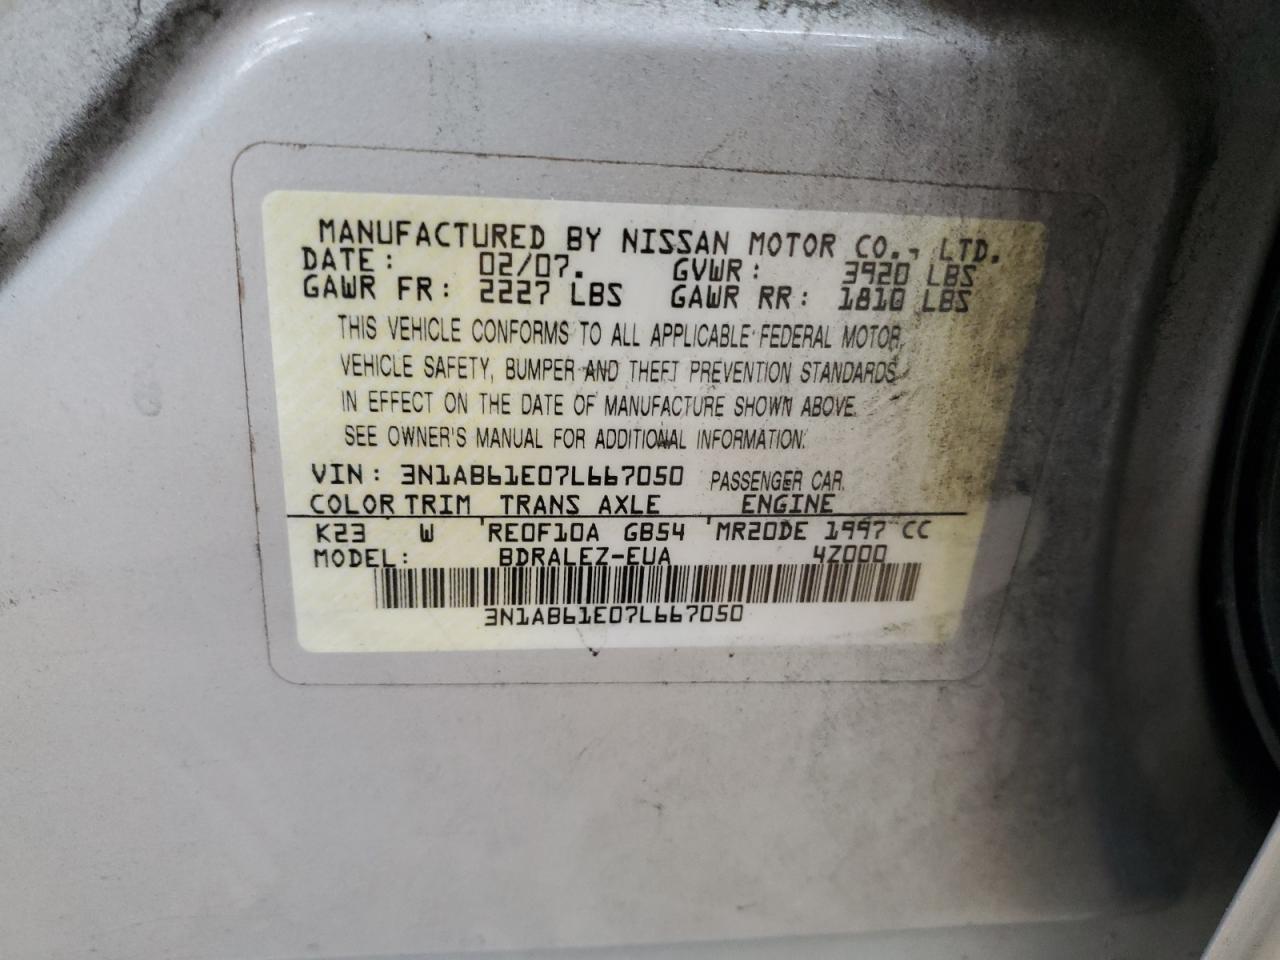 MANUFACTURED BY NISSAN MOTOR CO., LTD.
DATE: 02/07. GVWR: 3920 LBS
GAWR FR: 2227 LBS GAWR RR: 1810 LBS
THIS VEHICLE CONFORMS TO ALL APPLICABLE FEDERAL MOTOR
VEHICLE SAFETY, BUMPER AND THEFT PREVENTION STANDARDS
IN EFFECT ON THE DATE OF MANUFACTURE SHOWN ABOVE.
SEE OWNER'S MANUAL FOR ADDITIONAL INFORMATION.
VIN: 3N1AB61E07L667050 PASSENGER CAR
COLOR TRIM TRANS AXLE ENGINE
K23 W 'RE0F10A GB54 'MR20DE 1997 CC
MODEL: BDRALEZ-EUA 4Z000
3N1AB61E07L667050